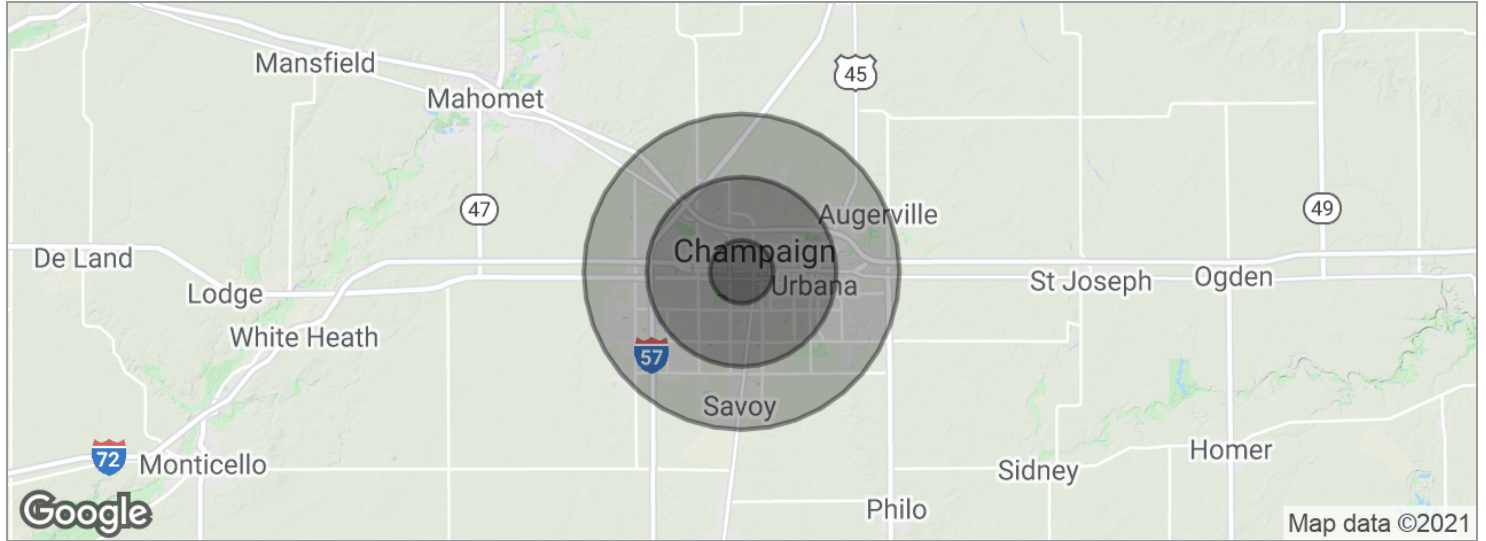 Mansfield
45
Mahomet
47
Augerville
49
Champaign
De Land
Urbana
St Joseph
Ogden
Lodge
White Heath
57
Savoy
72
Monticello
Homer
Sidney
Philo
Google
Map data ©2021